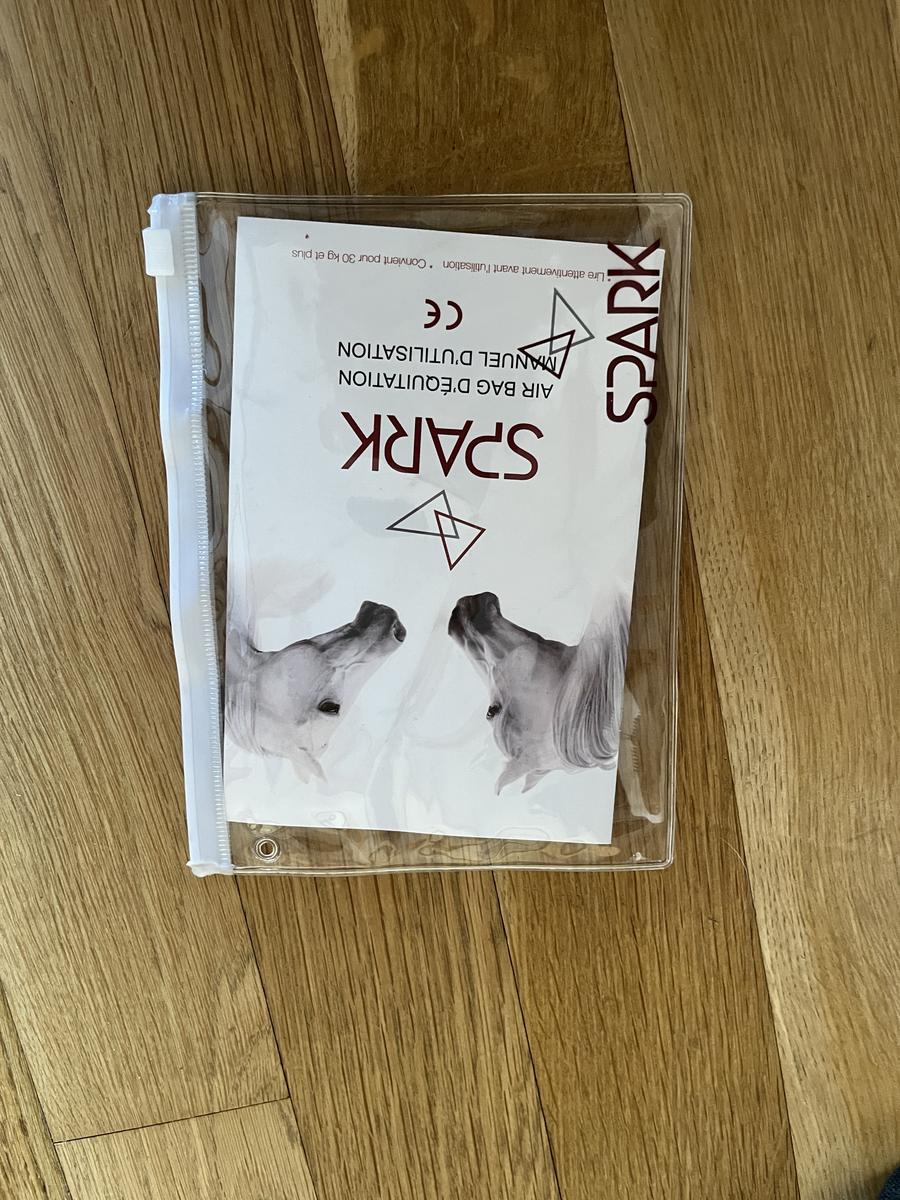 SPARK
AIR BAG D'ÉQUITATION
MANUEL D'UTILISATION
CE
* Lire attentivement avant l'utilisation * Convient pour 30 kg et plus
*
SPARK